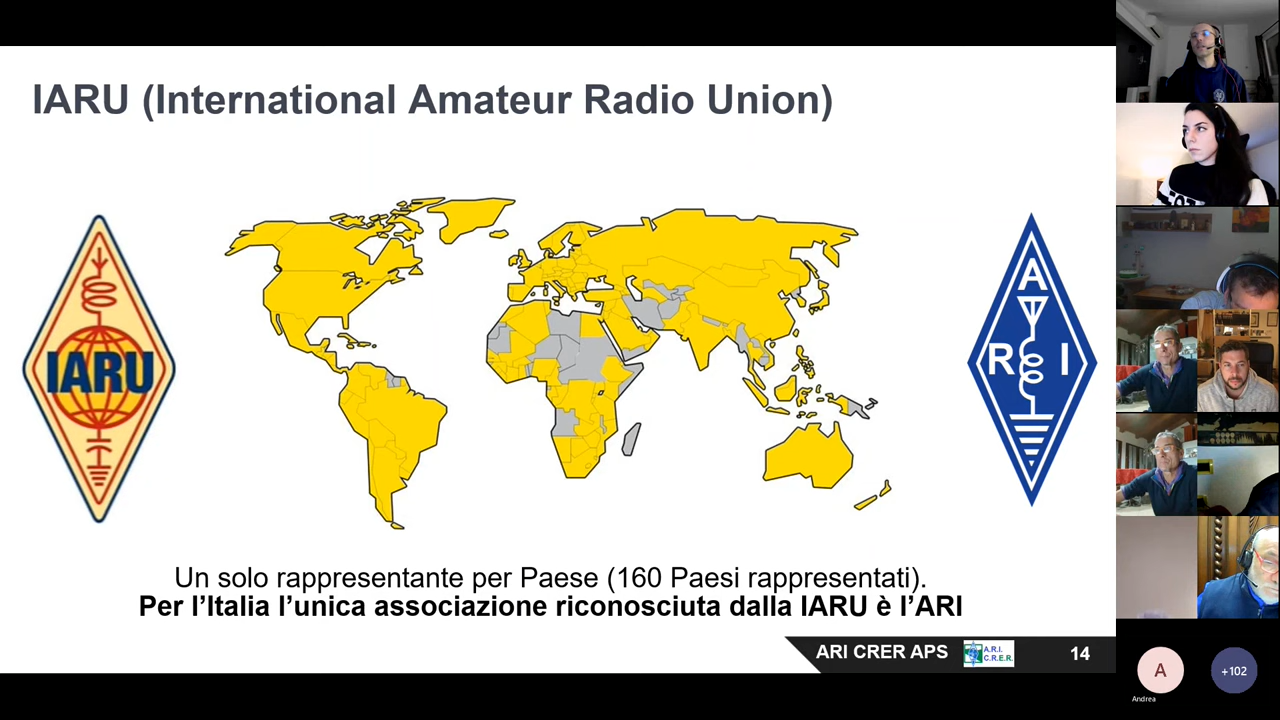 IARU (International Amateur Radio Union)
IARU
A
R I
Un solo rappresentante per Paese (160 Paesi rappresentati).
Per l’Italia l’unica associazione riconosciuta dalla IARU è l’ARI
ARI CRER APS
A.R.I.
C.R.E.R.
14
A
+102
Andrea